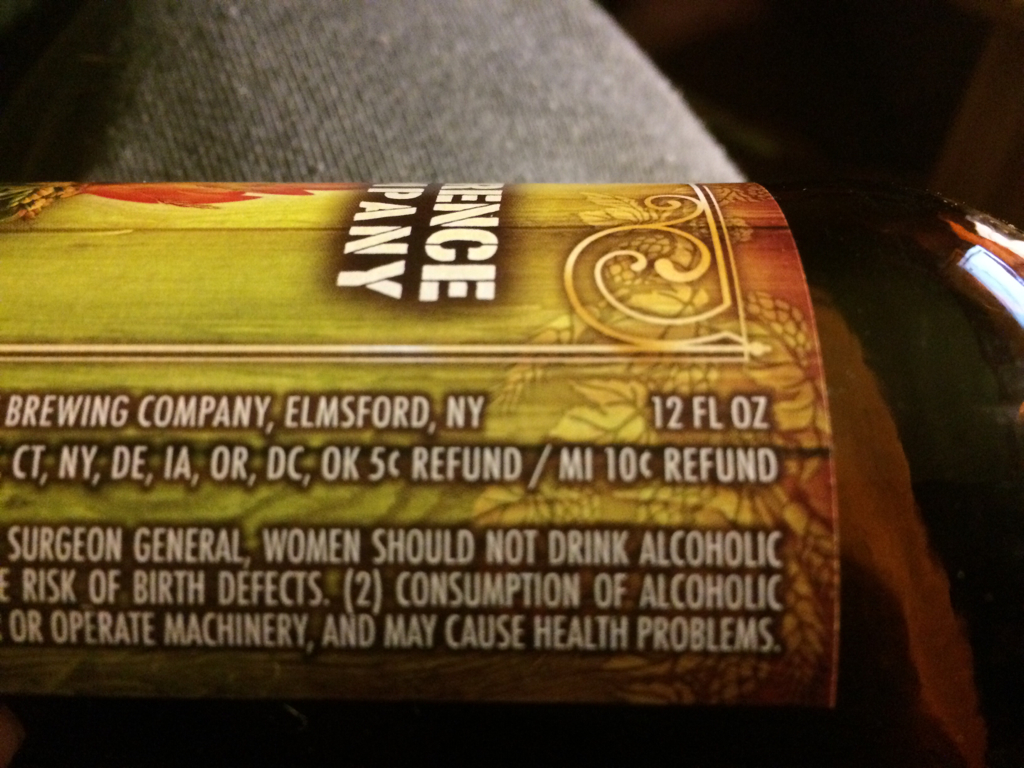 RENCE
PANY
BREWING COMPANY, ELMSFORD, NY 12 FL OZ
CT, NY, DE, IA, OR, DC, OK 5¢ REFUND / MI 10¢ REFUND
SURGEON GENERAL, WOMEN SHOULD NOT DRINK ALCOHOLIC
E RISK OF BIRTH DEFECTS. (2) CONSUMPTION OF ALCOHOLIC
OR OPERATE MACHINERY, AND MAY CAUSE HEALTH PROBLEMS.